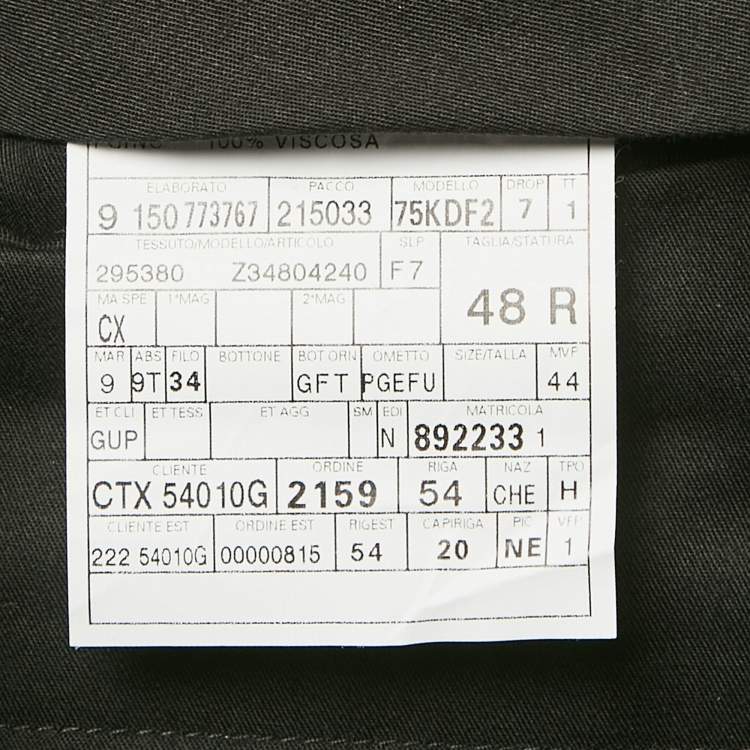 100% VISCOSA
ELABORATO PACCO MODELLO DROP TT
9 150773767 215033 75KDF2 7 1
TESSUTO/MODELLO/ARTICOLO SLP TAGLIA/STATURA
295380 Z34804240 F7 48 R
MA SPE 1°MAG 2°MAG
CX
MAR ABS FILO BOTTONE BOT ORN OMETTO SIZE/TALLA MVF
9 9T 34 GFT PGEFU 44
ET CLI ET TESS ET AGG SM EDI MATRICOLA
GUP N 892233 1
CLIENTE ORDINE RIGA NAZ TPO
CTX 54010G 2159 54 CHE H
CLIENTE EST ORDINE EST RIGEST CAPIRIGA PIC VFP
222 54010G 00000815 54 20 NE 1